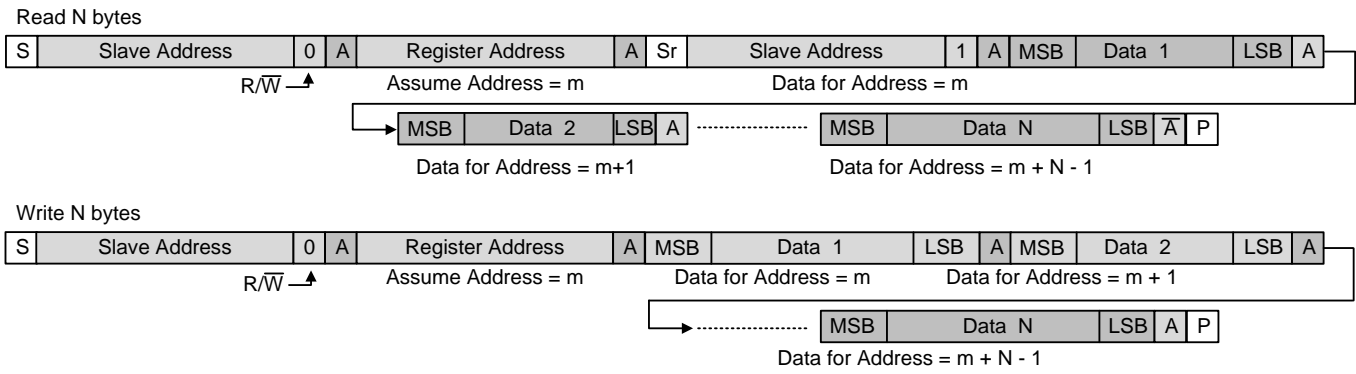 Read N bytes
S Slave Address 0 A Register Address A Sr Slave Address 1 A MSB Data 1 LSB A
R/W̅ Assume Address = m Data for Address = m
MSB Data 2 LSB A MSB Data N LSB A̅ P
Data for Address = m+1 Data for Address = m + N - 1
Write N bytes
S Slave Address 0 A Register Address A MSB Data 1 LSB A MSB Data 2 LSB A
R/W̅ Assume Address = m Data for Address = m Data for Address = m + 1
MSB Data N LSB A P
Data for Address = m + N - 1